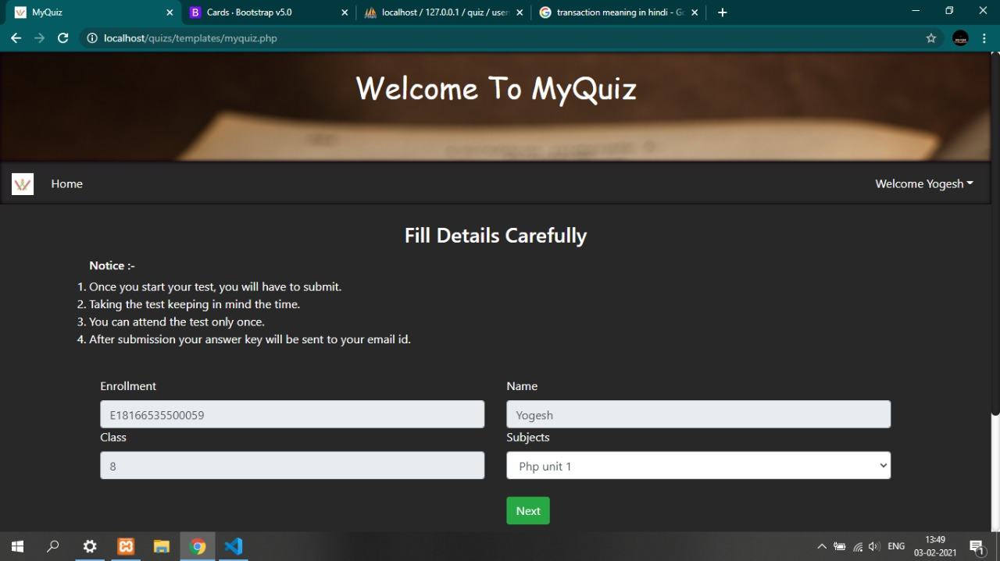 MyQuiz
Cards · Bootstrap v5.0
localhost / 127.0.0.1 / quiz / user
transaction meaning in hindi - Go
localhost/quizs/templates/myquiz.php
Welcome To MyQuiz
Home
Welcome Yogesh
Fill Details Carefully
Notice :-
1. Once you start your test, you will have to submit.
2. Taking the test keeping in mind the time.
3. You can attend the test only once.
4. After submission your answer key will be sent to your email id.
Enrollment
Name
E18166535500059
Yogesh
Class
Subjects
8
Php unit 1
Next
ENG
13:49
03-02-2021
1